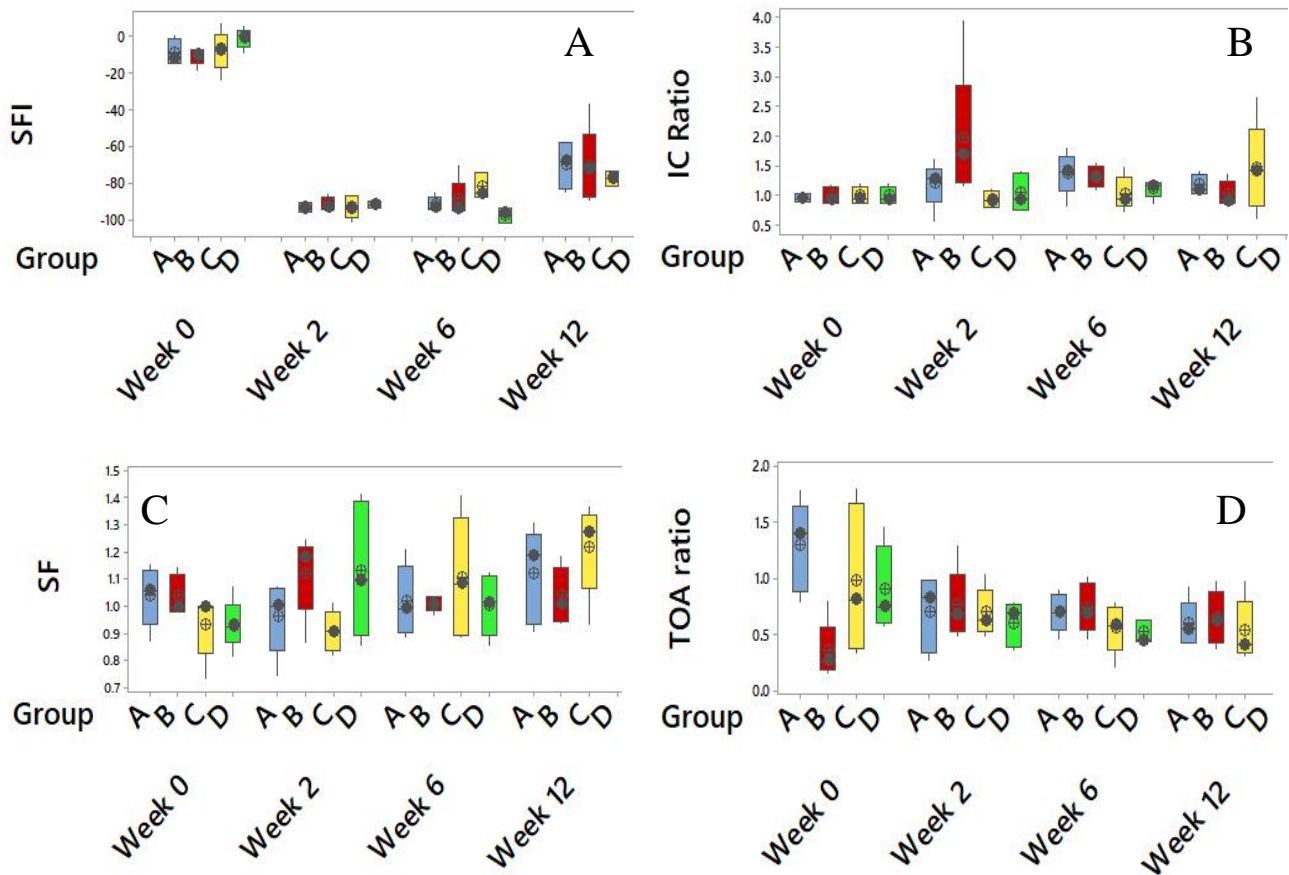 A
SFI
0
-20
-40
-60
-80
-100
Group
A B C D A B C D A B C D A B C D
Week 0 Week 2 Week 6 Week 12
B
IC Ratio
4.0
3.5
3.0
2.5
2.0
1.5
1.0
0.5
Group
A B C D A B C D A B C D A B C D
Week 0 Week 2 Week 6 Week 12
C
SF
1.5
1.4
1.3
1.2
1.1
1.0
0.9
0.8
0.7
Group
A B C D A B C D A B C D A B C D
Week 0 Week 2 Week 6 Week 12
D
TOA ratio
2.0
1.5
1.0
0.5
0.0
Group
A B C D A B C D A B C D A B C D
Week 0 Week 2 Week 6 Week 12